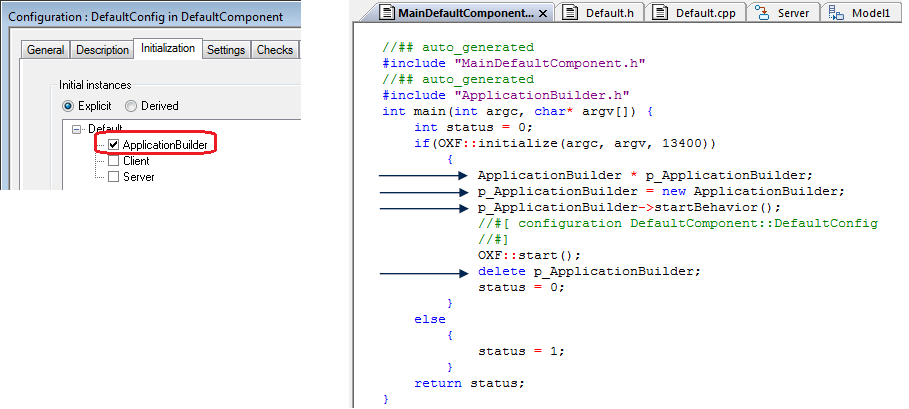 Configuration : DefaultConfig in DefaultComponent
General Description Initialization Settings Checks
Initial instances
Explicit Derived
Default
ApplicationBuilder
Client
Server
MainDefaultComponent... Default.h Default.cpp Server Model1
//## auto_generated
#include "MainDefaultComponent.h"
//## auto_generated
#include "ApplicationBuilder.h"
int main(int argc, char* argv[]) {
int status = 0;
if(OXF::initialize(argc, argv, 13400))
{
ApplicationBuilder * p_ApplicationBuilder;
p_ApplicationBuilder = new ApplicationBuilder;
p_ApplicationBuilder->startBehavior();
//#[ configuration DefaultComponent::DefaultConfig
//#]
OXF::start();
delete p_ApplicationBuilder;
status = 0;
}
else
{
status = 1;
}
return status;
}